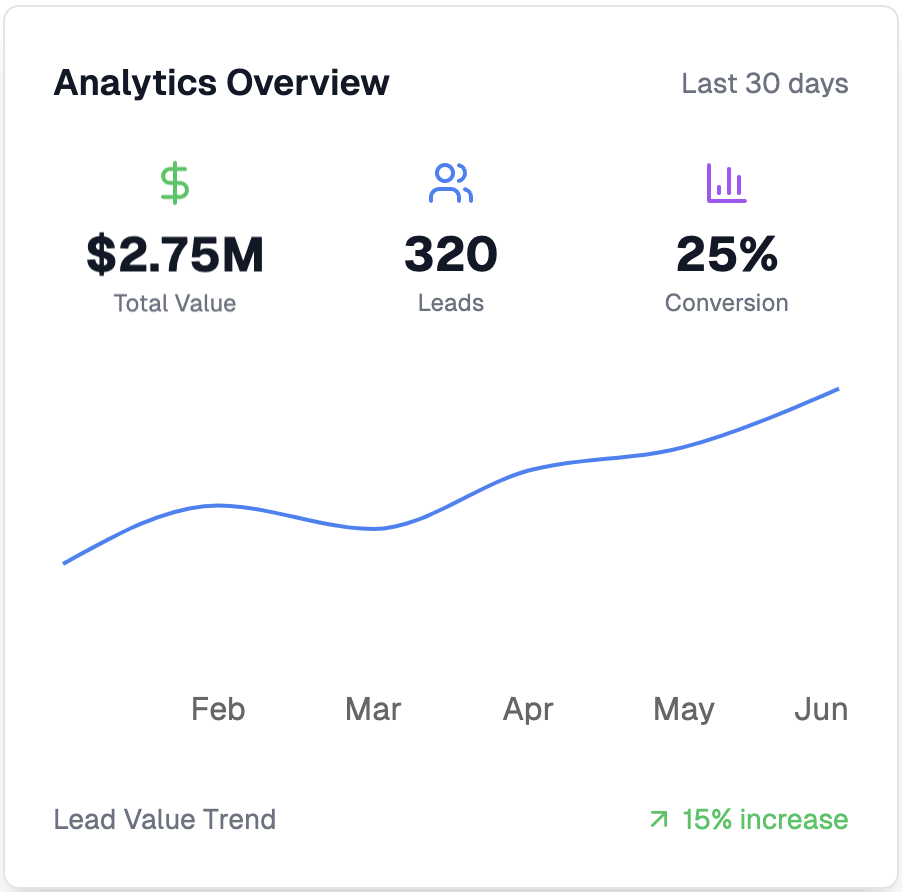 Analytics Overview
Last 30 days
$2.75M
Total Value
320
Leads
25%
Conversion
Feb Mar Apr May Jun
Lead Value Trend
15% increase